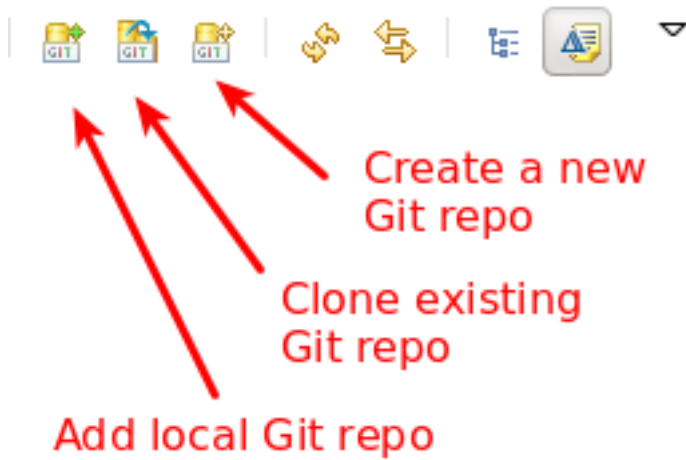 GIT GIT GIT
Create a new
Git repo
Clone existing
Git repo
Add local Git repo